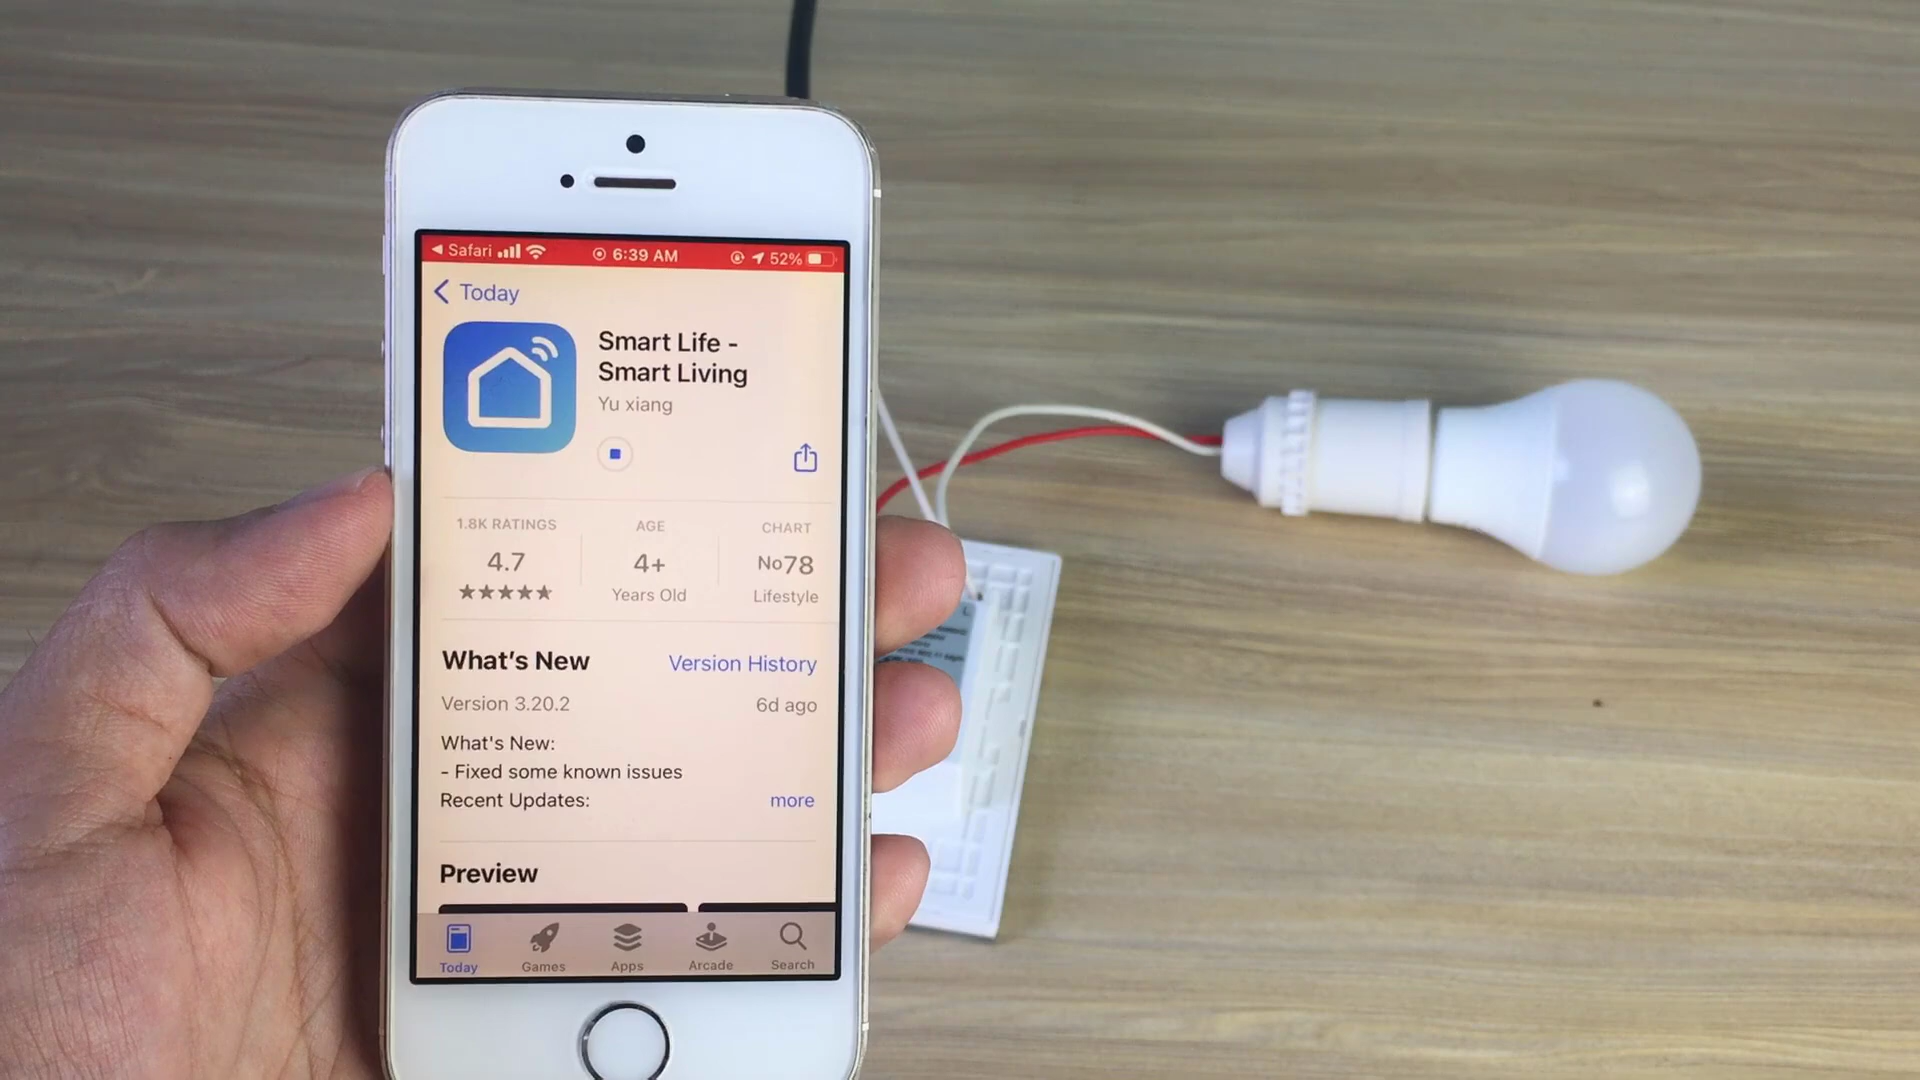 Safari 6:39 AM 52%
Today
Smart Life -
Smart Living
Yu xiang
1.8K RATINGS AGE CHART
4.7 4+ No78
Years Old Lifestyle
What's New Version History
Version 3.20.2 6d ago
What's New:
- Fixed some known issues
Recent Updates: more
Preview
Today Games Apps Arcade Search